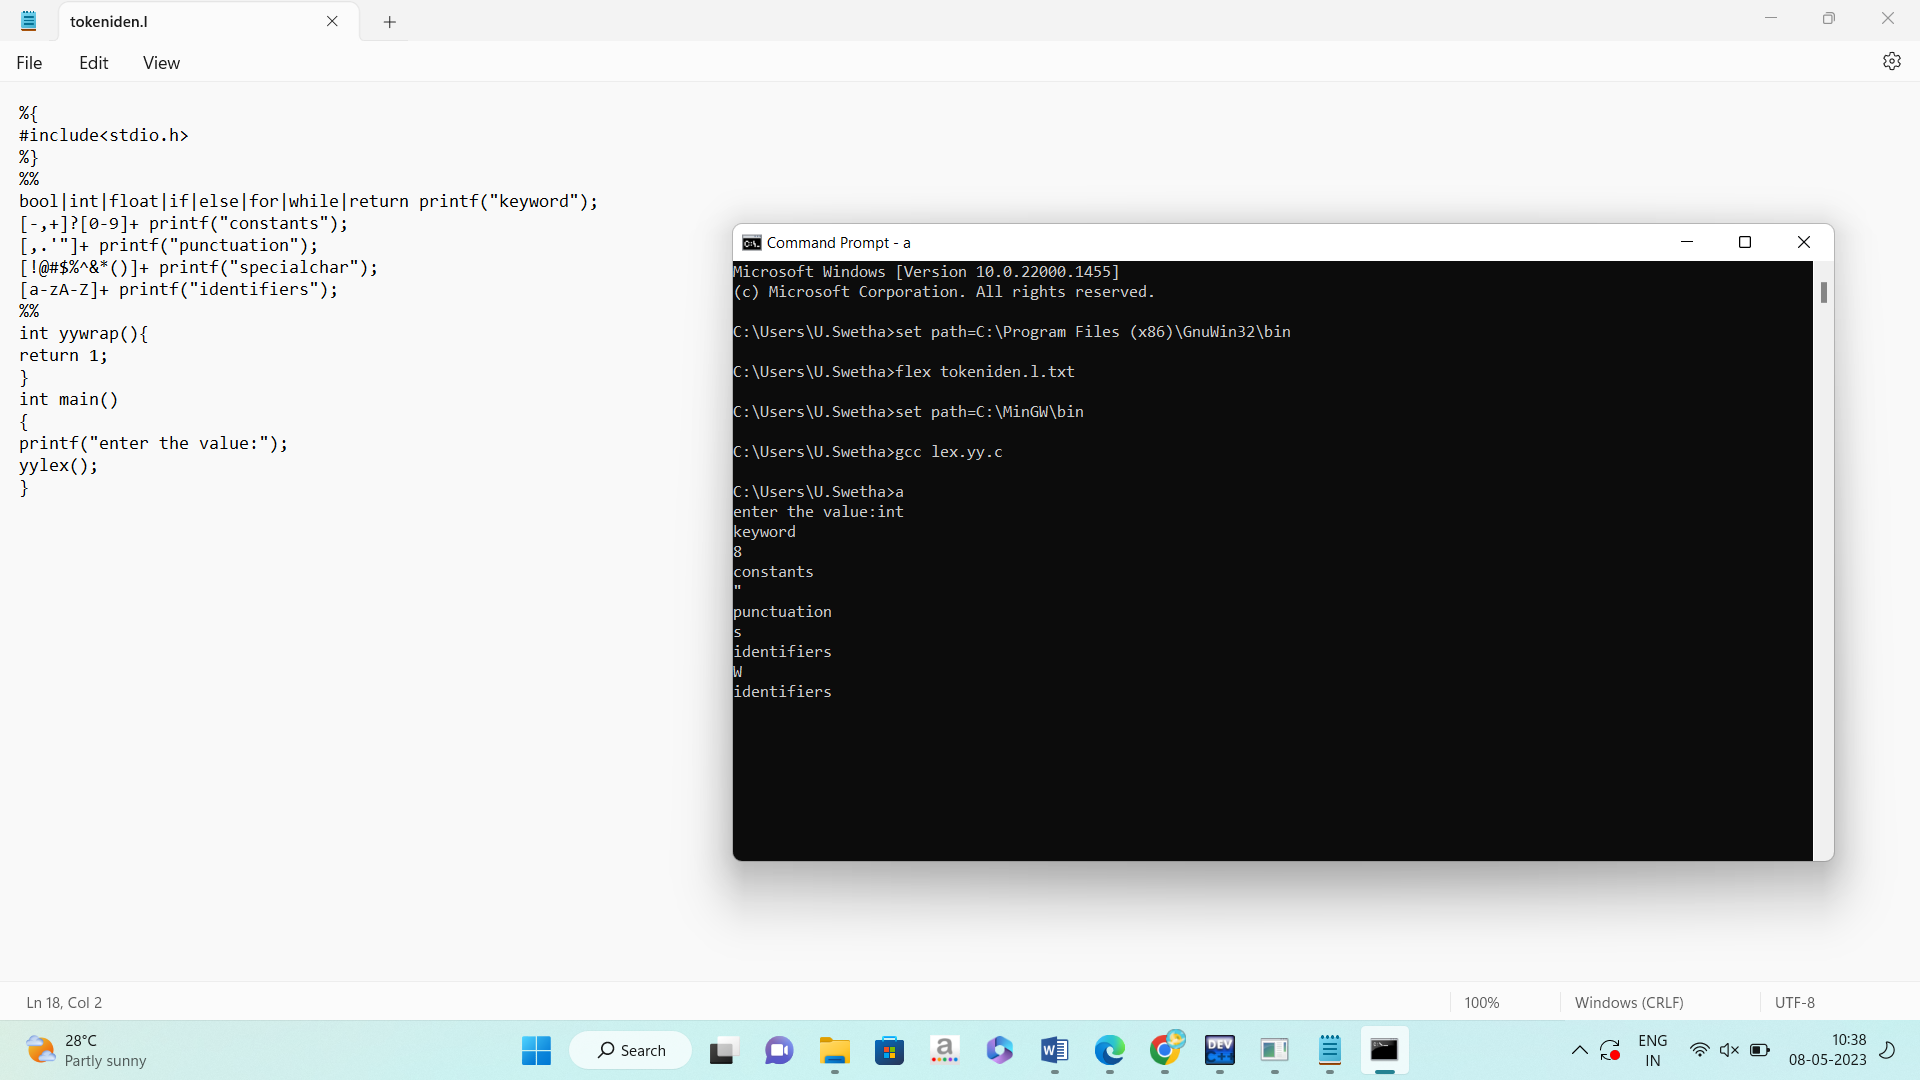 tokeniden.l
File Edit View
%{
#include<stdio.h>
%}
%%
bool|int|float|if|else|for|while|return printf("keyword");
[-,+]?[0-9]+ printf("constants");
[,.'"]+ printf("punctuation");
[!@#$%^&*()]+ printf("specialchar");
[a-zA-Z]+ printf("identifiers");
%%
int yywrap(){
return 1;
}
int main()
{
printf("enter the value:");
yylex();
}
Command Prompt - a
Microsoft Windows [Version 10.0.22000.1455]
(c) Microsoft Corporation. All rights reserved.
C:\Users\U.Swetha>set path=C:\Program Files (x86)\GnuWin32\bin
C:\Users\U.Swetha>flex tokeniden.l.txt
C:\Users\U.Swetha>set path=C:\MinGW\bin
C:\Users\U.Swetha>gcc lex.yy.c
C:\Users\U.Swetha>a
enter the value:int
keyword
8
constants
"
punctuation
s
identifiers
W
identifiers
Ln 18, Col 2
100%
Windows (CRLF)
UTF-8
28°C
Partly sunny
Search
DEV
C++
ENG
IN
10:38
08-05-2023